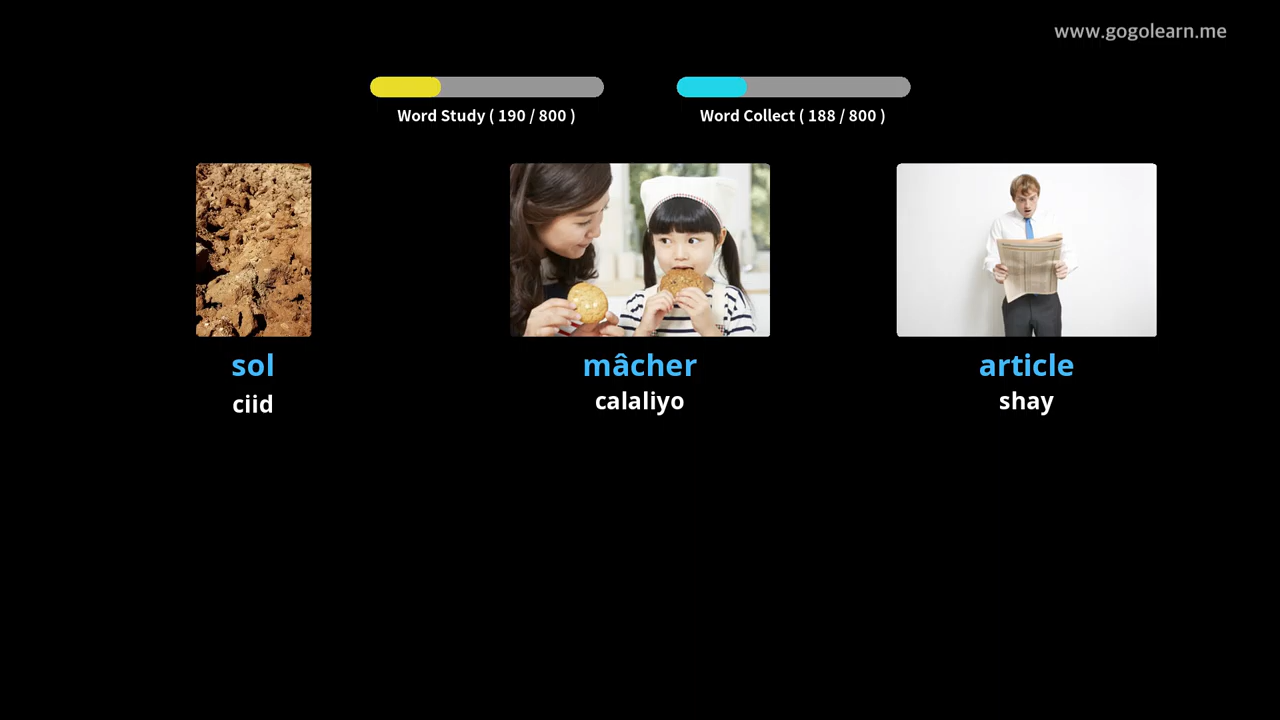 www.gogolearn.me
Word Study ( 190 / 800 )
Word Collect ( 188 / 800 )
sol
ciid
mâcher
calaliyo
article
shay